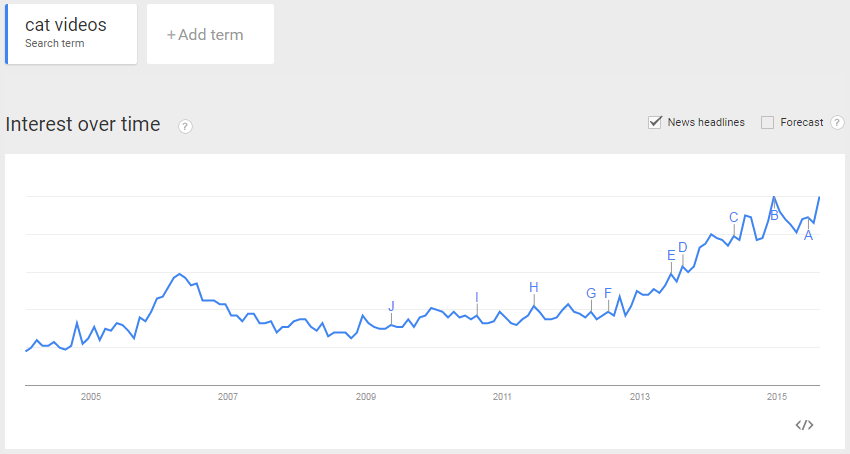 cat videos
Search term
+ Add term
Interest over time ?
News headlines
Forecast ?
C
B
A
E
D
H
G
F
I
J
2005 2007 2009 2011 2013 2015
</>